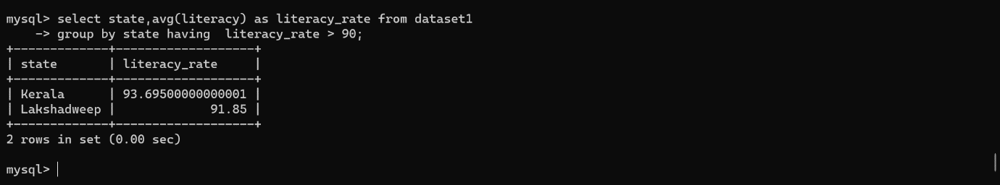 mysql> select state,avg(literacy) as literacy_rate from dataset1
    -> group by state having  literacy_rate > 90;
+-------------+-------------------+
| state       | literacy_rate     |
+-------------+-------------------+
| Kerala      | 93.69500000000001 |
| Lakshadweep |             91.85 |
+-------------+-------------------+
2 rows in set (0.00 sec)
mysql>